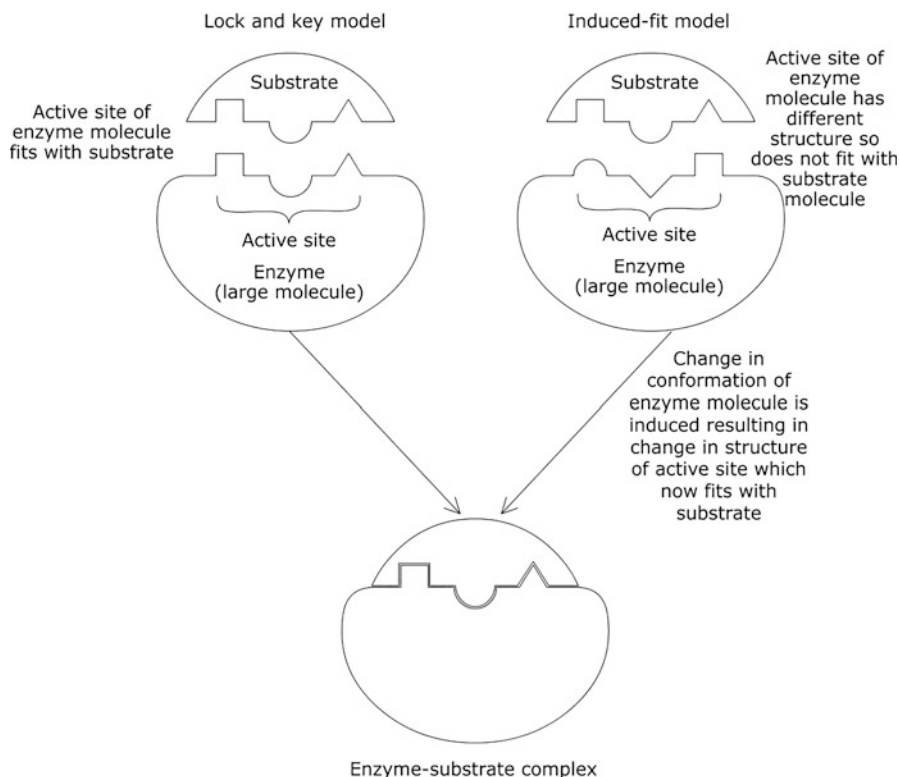 Lock and key model
Substrate
Active site of
enzyme molecule
fits with substrate
Active site
Enzyme
(large molecule)
Induced-fit model
Substrate
Active site of
enzyme
molecule has
different
structure so
does not fit with
substrate
molecule
Active site
Enzyme
(large molecule)
Change in
conformation of
enzyme molecule is
induced resulting in
change in structure
of active site which
now fits with
substrate
Enzyme-substrate complex